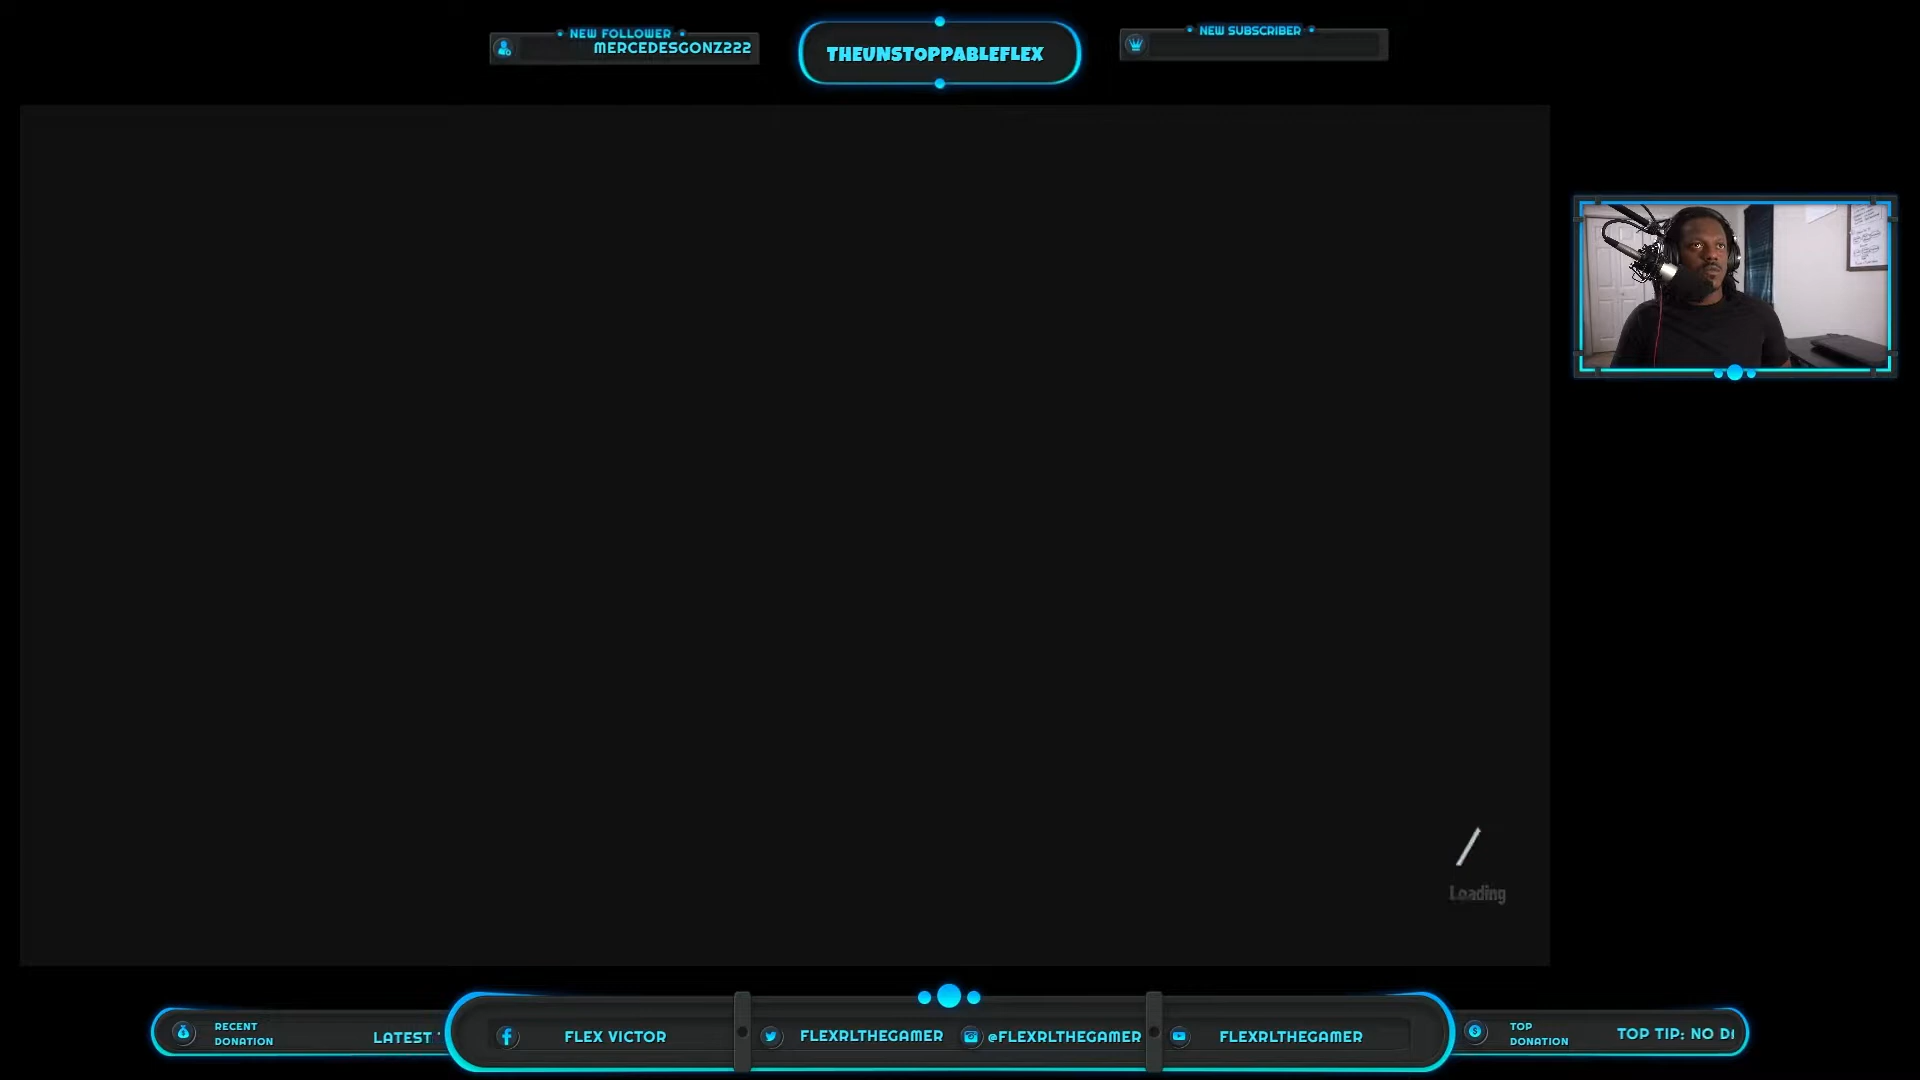 NEW FOLLOWER
MERCEDESGONZ222
THEUNSTOPPABLEFLEX
NEW SUBSCRIBER
Loading
RECENT
DONATION
LATEST
FLEX VICTOR
FLEXRLTHEGAMER
@FLEXRLTHEGAMER
FLEXRLTHEGAMER
TOP
DONATION
TOP TIP: NO